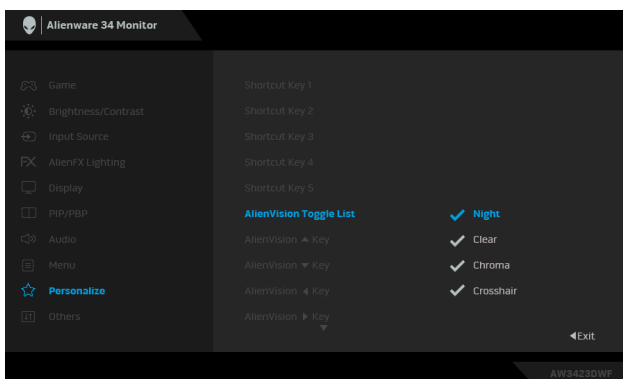 Alienware 34 Monitor
Game
Brightness/Contrast
Input Source
AlienFX Lighting
Display
PIP/PBP
Audio
Menu
Personalize
Others
Shortcut Key 1
Shortcut Key 2
Shortcut Key 3
Shortcut Key 4
Shortcut Key 5
AlienVision Toggle List
AlienVision ▲ Key
AlienVision ▼ Key
AlienVision ◀ Key
AlienVision ▶ Key
Night
Clear
Chroma
Crosshair
◀Exit
AW3423DWF